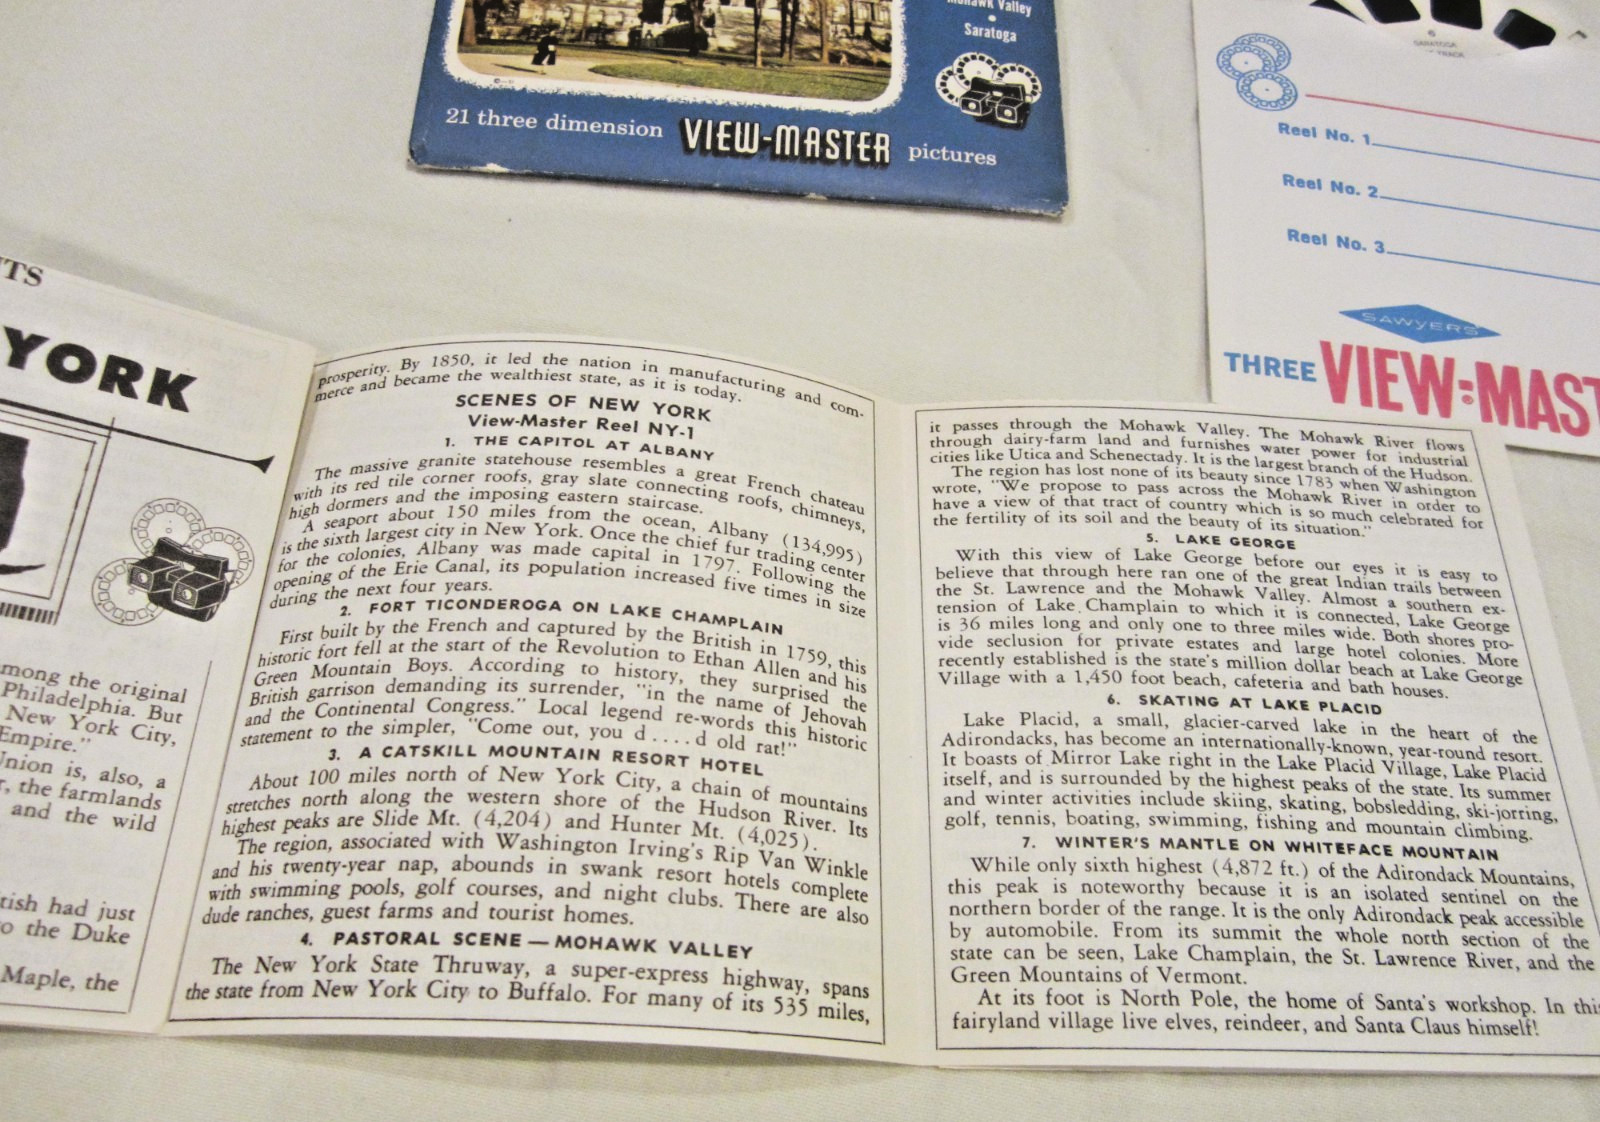 Mohawk Valley
•
Saratoga
21 three dimension VIEW-MASTER pictures
6
SARATOGA
TRACK
Reel No. 1
Reel No. 2
Reel No. 3
SAWYERS
THREE VIEW-MAST
TS
YORK
mong the original
Philadelphia. But
New York City,
Empire."
Union is, also, a
, the farmlands
and the wild
tish had just
o the Duke
Maple, the
prosperity. By 1850, it led the nation in manufacturing and com-
merce and became the wealthiest state, as it is today.
SCENES OF NEW YORK
View-Master Reel NY-1
1. THE CAPITOL AT ALBANY
The massive granite statehouse resembles a great French chateau
with its red tile corner roofs, gray slate connecting roofs, chimneys,
high dormers and the imposing eastern staircase.
A seaport about 150 miles from the ocean, Albany (134,995)
is the sixth largest city in New York. Once the chief fur trading center
for the colonies, Albany was made capital in 1797. Following the
opening of the Erie Canal, its population increased five times in size
during the next four years.
2. FORT TICONDEROGA ON LAKE CHAMPLAIN
First built by the French and captured by the British in 1759, this
historic fort fell at the start of the Revolution to Ethan Allen and his
Green Mountain Boys. According to history, they surprised the
British garrison demanding its surrender, "in the name of Jehovah
and the Continental Congress." Local legend re-words this historic
statement to the simpler, "Come out, you d....d old rat!"
3. A CATSKILL MOUNTAIN RESORT HOTEL
About 100 miles north of New York City, a chain of mountains
stretches north along the western shore of the Hudson River. Its
highest peaks are Slide Mt. (4,204) and Hunter Mt. (4,025).
The region, associated with Washington Irving's Rip Van Winkle
and his twenty-year nap, abounds in swank resort hotels complete
with swimming pools, golf courses, and night clubs. There are also
dude ranches, guest farms and tourist homes.
4. PASTORAL SCENE — MOHAWK VALLEY
The New York State Thruway, a super-express highway, spans
the state from New York City to Buffalo. For many of its 535 miles,
it passes through the Mohawk Valley. The Mohawk River flows
through dairy-farm land and furnishes water power for industrial
cities like Utica and Schenectady. It is the largest branch of the Hudson.
The region has lost none of its beauty since 1783 when Washington
wrote, "We propose to pass across the Mohawk River in order to
have a view of that tract of country which is so much celebrated for
the fertility of its soil and the beauty of its situation."
5. LAKE GEORGE
With this view of Lake George before our eyes it is easy to
believe that through here ran one of the great Indian trails between
the St. Lawrence and the Mohawk Valley. Almost a southern ex-
tension of Lake Champlain to which it is connected, Lake George
is 36 miles long and only one to three miles wide. Both shores pro-
vide seclusion for private estates and large hotel colonies. More
recently established is the state's million dollar beach at Lake George
Village with a 1,450 foot beach, cafeteria and bath houses.
6. SKATING AT LAKE PLACID
Lake Placid, a small, glacier-carved lake in the heart of the
Adirondacks, has become an internationally-known, year-round resort.
It boasts of Mirror Lake right in the Lake Placid Village, Lake Placid
itself, and is surrounded by the highest peaks of the state. Its summer
and winter activities include skiing, skating, bobsledding, ski-jorring,
golf, tennis, boating, swimming, fishing and mountain climbing.
7. WINTER'S MANTLE ON WHITEFACE MOUNTAIN
While only sixth highest (4,872 ft.) of the Adirondack Mountains,
this peak is noteworthy because it is an isolated sentinel on the
northern border of the range. It is the only Adirondack peak accessible
by automobile. From its summit the whole north section of the
state can be seen, Lake Champlain, the St. Lawrence River, and the
Green Mountains of Vermont.
At its foot is North Pole, the home of Santa's workshop. In this
fairyland village live elves, reindeer, and Santa Claus himself!